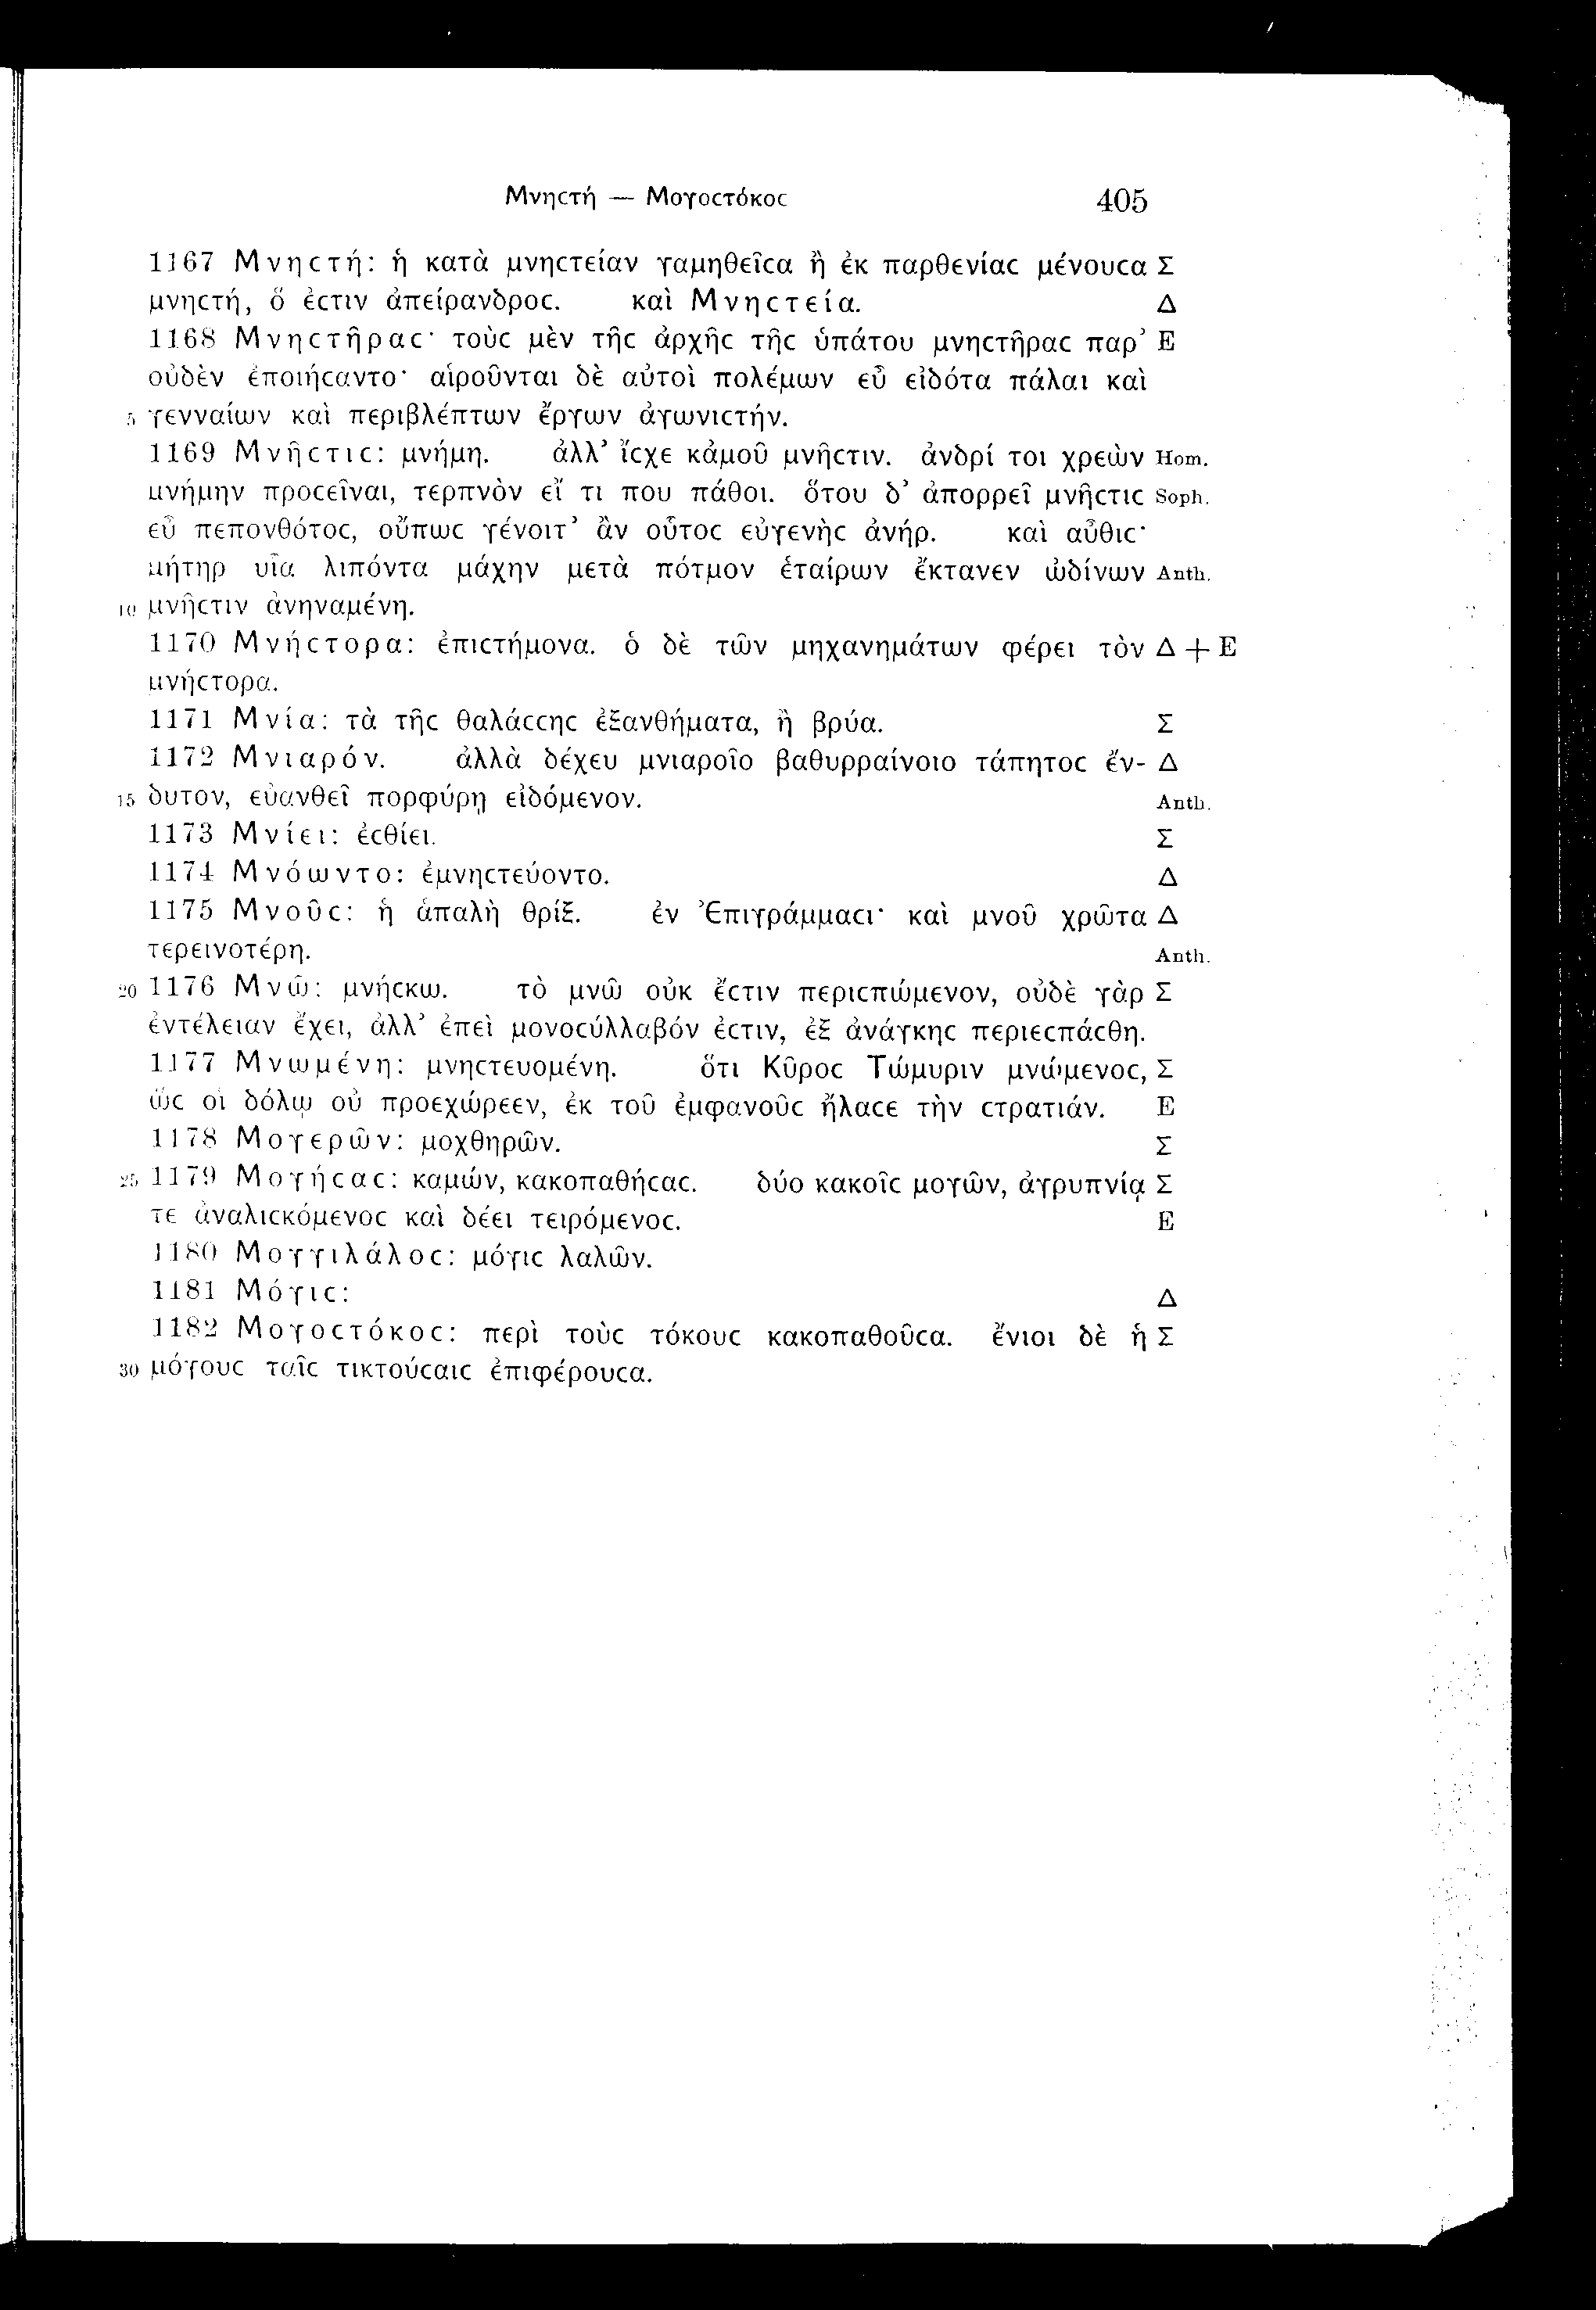 Μνηϲτή — Μογοϲτόκοϲ 405
1167 Μνηϲτή: ἡ κατὰ μνηϲτείαν γαμηθεῖϲα ἢ ἐκ παρθενίαϲ μένουϲα Σ
μνηϲτή, ὅ ἐϲτιν ἀπείρανδροϲ. καὶ Μνηϲτεία. Δ
1168 Μνηϲτῆραϲ· τοὺϲ μὲν τῆϲ ἀρχῆϲ τῆϲ ὑπάτου μνηϲτῆραϲ παρ’ E
οὐδὲν ἐποιήϲαντο· αἱροῦνται δὲ αὐτοὶ πολέμων εὖ εἰδότα πάλαι καὶ
5 γενναίων καὶ περιβλέπτων ἔργων ἀγωνιϲτήν.
1169 Μνῆϲτιϲ: μνήμη. ἀλλ’ ἴϲχε κἀμοῦ μνῆϲτιν. ἀνδρί τοι χρεὼν Hom.
μνήμην προϲεῖναι, τερπνὸν εἴ τι που πάθοι. ὅτου δ’ ἀπορρεῖ μνῆϲτιϲ Soph.
εὖ πεπονθότοϲ, οὔπωϲ γένοιτ’ ἂν οὗτοϲ εὐγενὴϲ ἀνήρ. καὶ αὖθιϲ·
μήτηρ υἷα λιπόντα μάχην μετὰ πότμον ἑταίρων ἔκτανεν ὠδίνων Anth.
10 μνῆϲτιν ἀνηναμένη.
1170 Μνήϲτορα: ἐπιϲτήμονα. ὁ δὲ τῶν μηχανημάτων φέρει τὸν Δ + E
μνήϲτορα.
1171 Μνία: τὰ τῆϲ θαλάϲϲηϲ ἐξανθήματα, ἢ βρύα. Σ
1172 Μνιαρόν. ἀλλὰ δέχευ μνιαροῖο βαθυρραίνοιο τάπητοϲ ἔν- Δ
15 δυτον, εὐανθεῖ πορφύρῃ εἰδόμενον. Anth.
1173 Μνίει: ἐϲθίει. Σ
1174 Μνόωντο: ἐμνηϲτεύοντο. Δ
1175 Μνοῦϲ: ἡ ἁπαλὴ θρίξ. ἐν Ἐπιγράμμαϲι· καὶ μνοῦ χρῶτα Δ
τερεινοτέρη. Anth.
20 1176 Μνῶ: μνήϲκω. τὸ μνῶ οὐκ ἔϲτιν περιϲπώμενον, οὐδὲ γὰρ Σ
ἐντέλειαν ἔχει, ἀλλ’ ἐπεὶ μονοϲύλλαβόν ἐϲτιν, ἐξ ἀνάγκηϲ περιεϲπάϲθη.
1177 Μνωμένη: μνηϲτευομένη. ὅτι Κῦροϲ Τώμυριν μνώμενοϲ, Σ
ὥϲ οἱ δόλῳ οὐ προεχώρεεν, ἐκ τοῦ ἐμφανοῦϲ ἤλαϲε τὴν ϲτρατιάν. E
1178 Μογερῶν: μοχθηρῶν. Σ
25 1179 Μογήϲαϲ: καμών, κακοπαθήϲαϲ. δύο κακοῖϲ μογῶν, ἀγρυπνίᾳ Σ
τε ἀναλιϲκόμενοϲ καὶ δέει τειρόμενοϲ. E
1180 Μογγιλάλοϲ: μόγιϲ λαλῶν.
1181 Μόγιϲ: Δ
1182 Μογοϲτόκοϲ: περὶ τοὺϲ τόκουϲ κακοπαθοῦϲα. ἔνιοι δὲ ἡ Σ
30 μόγουϲ ταῖϲ τικτούϲαιϲ ἐπιφέρουϲα.